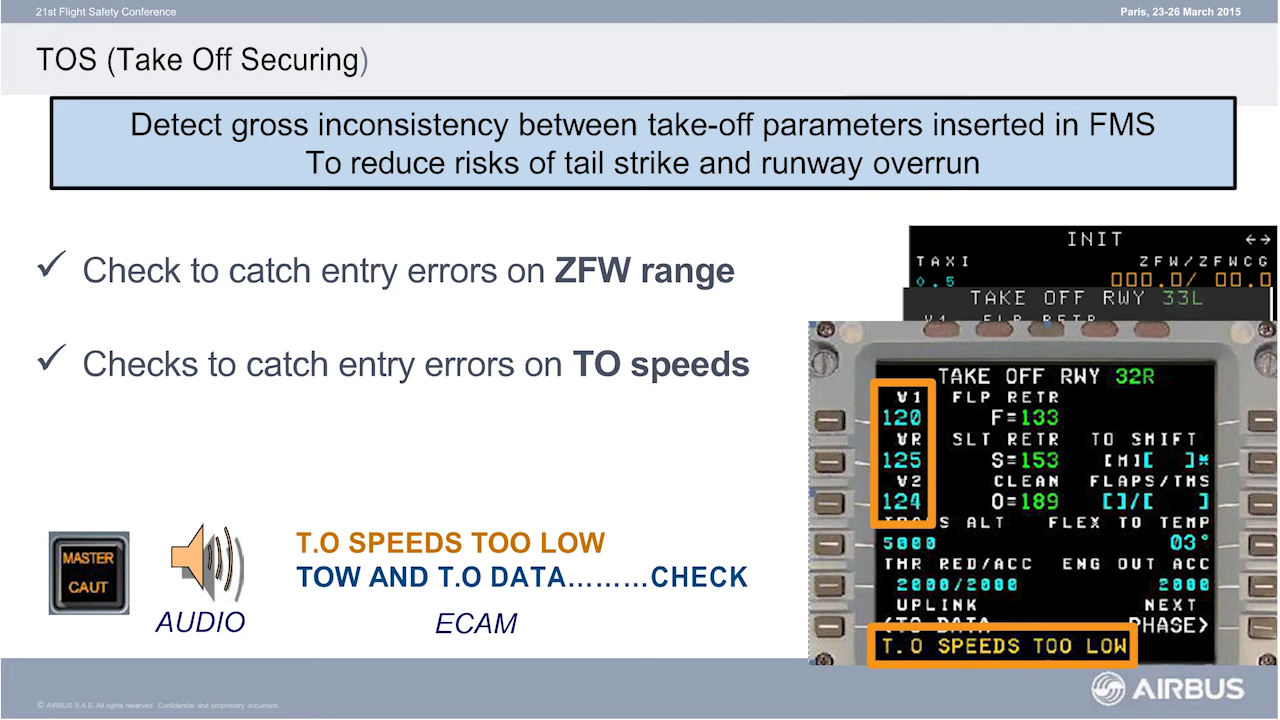 21st Flight Safety Conference
Paris, 23-26 March 2015
TOS (Take Off Securing)
Detect gross inconsistency between take-off parameters inserted in FMS
To reduce risks of tail strike and runway overrun
✓ Check to catch entry errors on ZFW range
✓ Checks to catch entry errors on TO speeds
INIT ←→
TAXI ZFW/ZFWCG
0.5 000.0/ 00.0
TAKE OFF RWY 33L
V1 FLP RETR
TAKE OFF RWY 32R
V1 FLP RETR
120 F=133
VR SLT RETR TO SHIFT
125 S=153 [M][ ]*
V2 CLEAN FLAPS/THS
124 O=189 []/[ ]
TRANS ALT FLEX TO TEMP
5000 03°
THR RED/ACC ENG OUT ACC
2000/2000 2000
UPLINK NEXT
<TO DATA PHASE>
T.O SPEEDS TOO LOW
MASTER
CAUT
AUDIO
T.O SPEEDS TOO LOW
TOW AND T.O DATA………CHECK
ECAM
© AIRBUS S.A.S. All rights reserved. Confidential and proprietary document.
AIRBUS